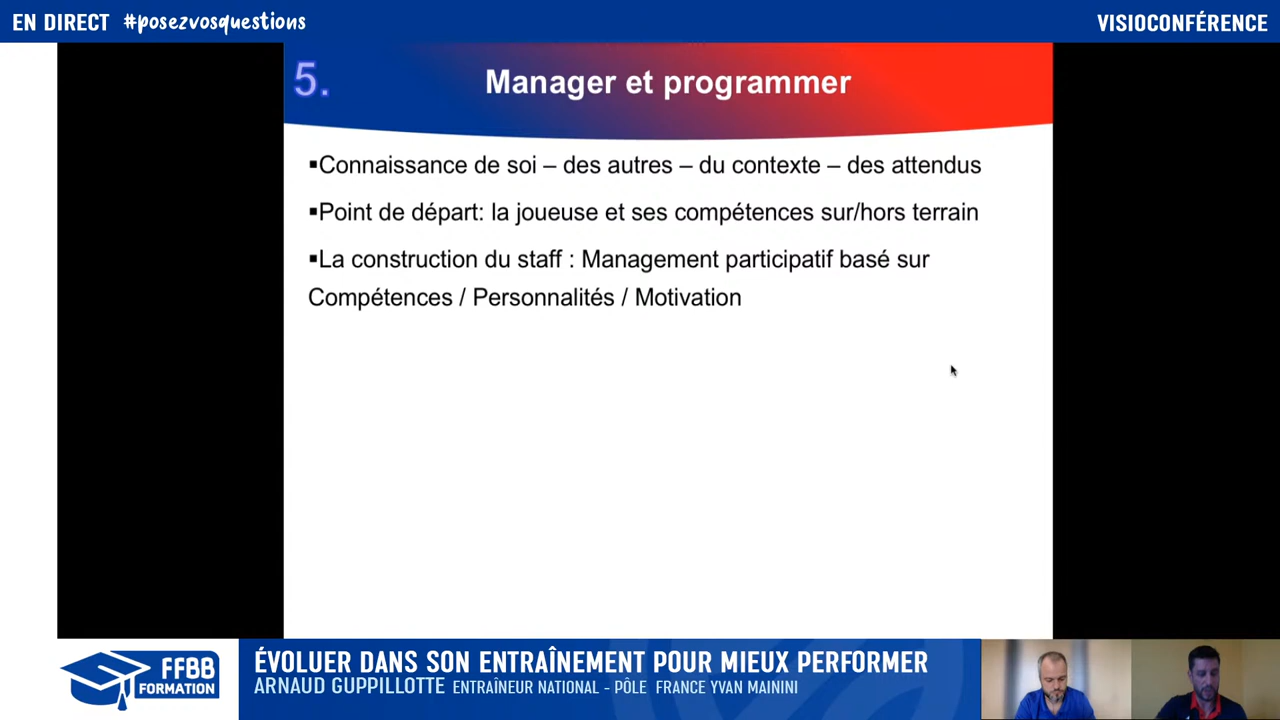 EN DIRECT #posezvosquestions
VISIOCONFÉRENCE
5.
Manager et programmer
▪Connaissance de soi – des autres – du contexte – des attendus
▪Point de départ: la joueuse et ses compétences sur/hors terrain
▪La construction du staff : Management participatif basé sur
Compétences / Personnalités / Motivation
FFBB
FORMATION
ÉVOLUER DANS SON ENTRAÎNEMENT POUR MIEUX PERFORMER
ARNAUD GUPPILLOTTE ENTRAÎNEUR NATIONAL - PÔLE FRANCE YVAN MAININI